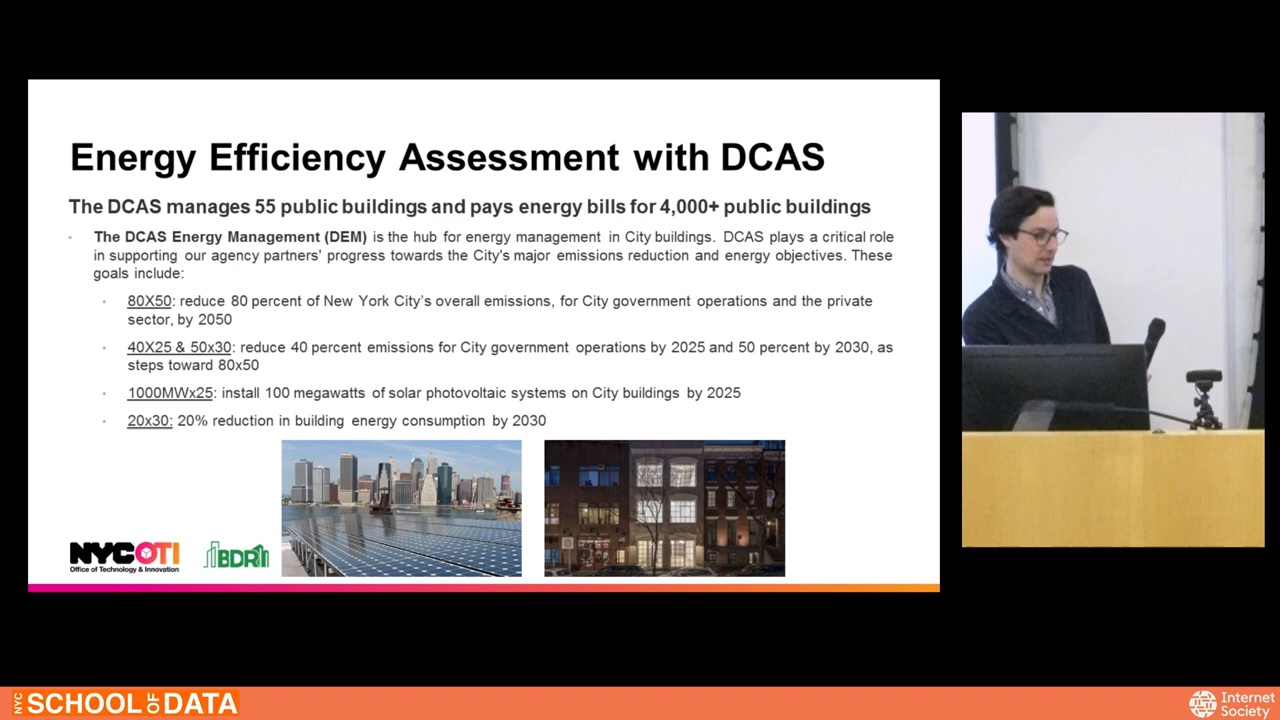 Energy Efficiency Assessment with DCAS
The DCAS manages 55 public buildings and pays energy bills for 4,000+ public buildings
The DCAS Energy Management (DEM) is the hub for energy management in City buildings. DCAS plays a critical role
in supporting our agency partners' progress towards the City's major emissions reduction and energy objectives. These
goals include:
80X50: reduce 80 percent of New York City's overall emissions, for City government operations and the private
sector, by 2050
40X25 & 50x30: reduce 40 percent emissions for City government operations by 2025 and 50 percent by 2030, as
steps toward 80x50
1000MWx25: install 100 megawatts of solar photovoltaic systems on City buildings by 2025
20x30: 20% reduction in building energy consumption by 2030
NYCOTI
Office of Technology & Innovation
BDR
NYC SCHOOL OF DATA
Internet
Society